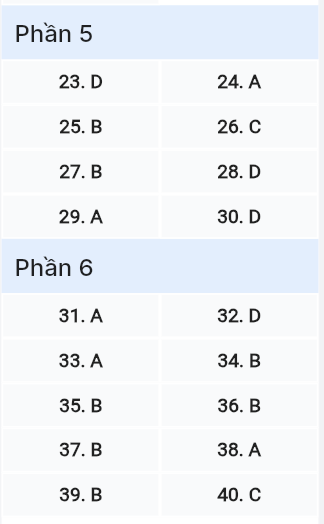 Phần 5
23. D 24. A
25. B 26. C
27. B 28. D
29. A 30. D
Phần 6
31. A 32. D
33. A 34. B
35. B 36. B
37. B 38. A
39. B 40. C